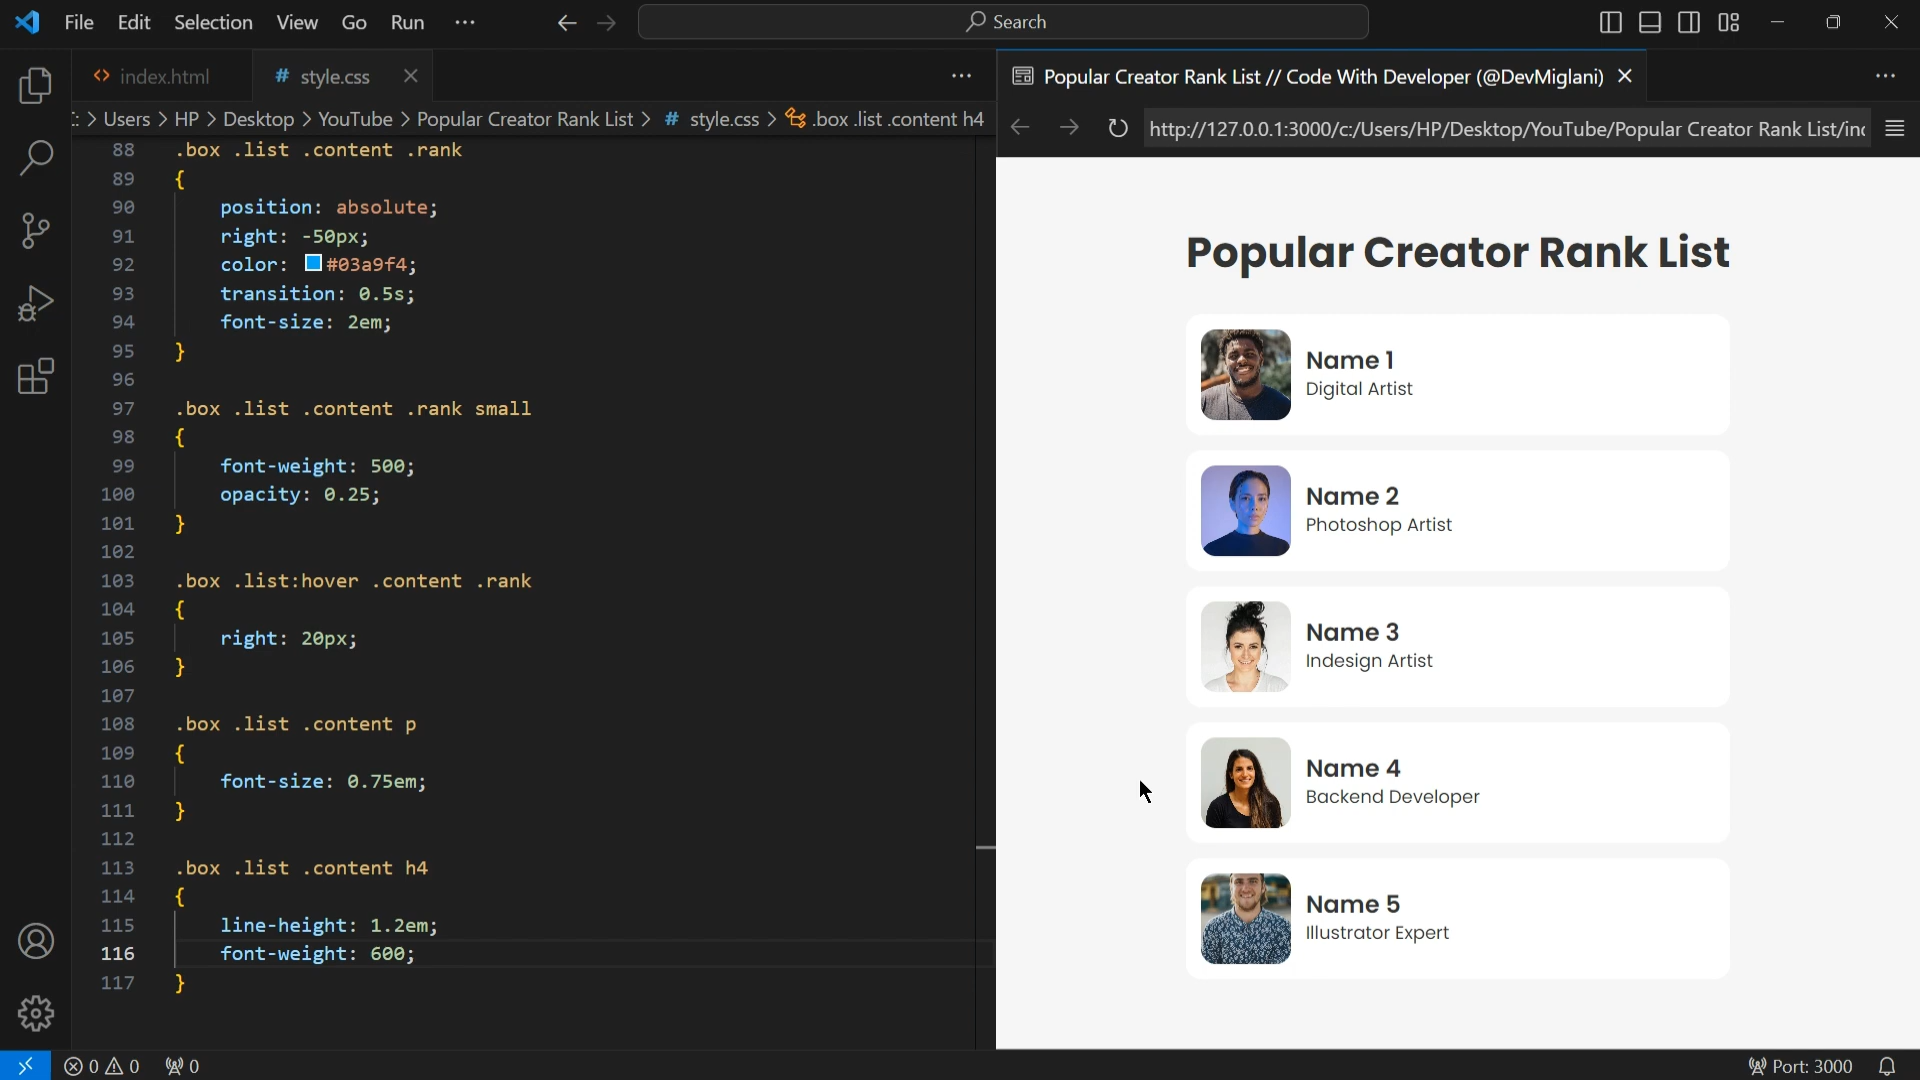 File Edit Selection View Go Run ···
Search
index.html
# style.css
Popular Creator Rank List // Code With Developer (@DevMiglani)
: > Users > HP > Desktop > YouTube > Popular Creator Rank List > # style.css > .box .list .content h4
http://127.0.0.1:3000/c:/Users/HP/Desktop/YouTube/Popular Creator Rank List/in
88 .box .list .content .rank
89 {
90 position: absolute;
91 right: -50px;
92 color: #03a9f4;
93 transition: 0.5s;
94 font-size: 2em;
95 }
96
97 .box .list .content .rank small
98 {
99 font-weight: 500;
100 opacity: 0.25;
101 }
102
103 .box .list:hover .content .rank
104 {
105 right: 20px;
106 }
107
108 .box .list .content p
109 {
110 font-size: 0.75em;
111 }
112
113 .box .list .content h4
114 {
115 line-height: 1.2em;
116 font-weight: 600;
117 }
Popular Creator Rank List
Name 1
Digital Artist
Name 2
Photoshop Artist
Name 3
Indesign Artist
Name 4
Backend Developer
Name 5
Illustrator Expert
0 0 0
Port: 3000